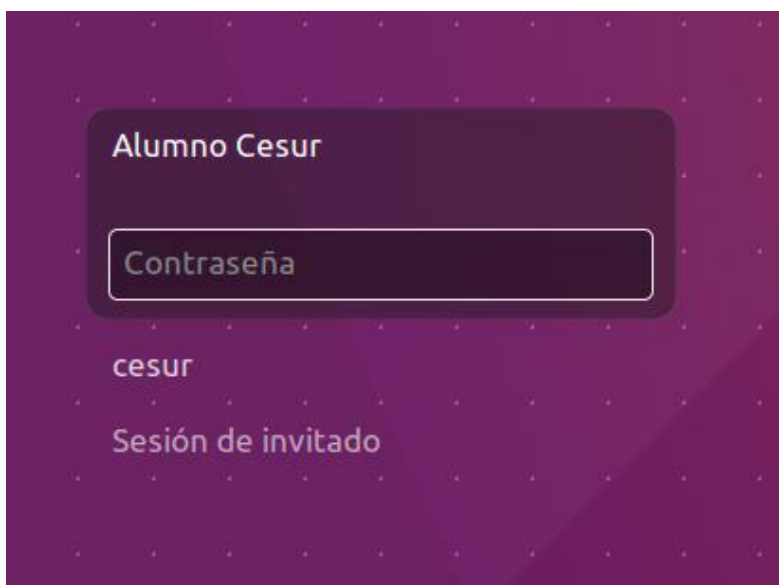 Alumno Cesur
Contraseña
cesur
Sesión de invitado